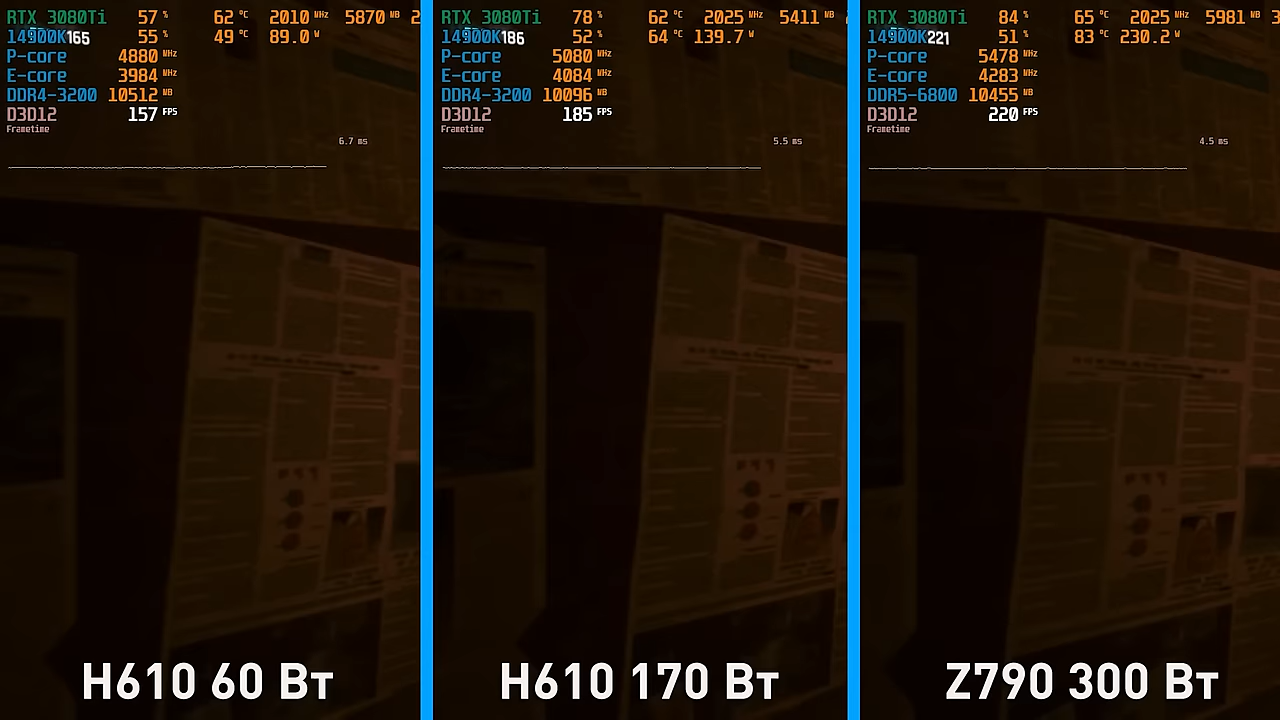 RTX 3080Ti 57 % 62 °C 2010 MHz 5870 MB 2
14900K 165 55 % 49 °C 89.0 W
P-core 4880 MHz
E-core 3984 MHz
DDR4-3200 10512 MB
D3D12 157 FPS
Frametime
6.7 ms
H610 60 Вт
RTX 3080Ti 78 % 62 °C 2025 MHz 5411 MB
14900K 186 52 % 64 °C 139.7 W
P-core 5080 MHz
E-core 4084 MHz
DDR4-3200 10096 MB
D3D12 185 FPS
Frametime
5.5 ms
H610 170 Вт
RTX 3080Ti 84 % 65 °C 2025 MHz 5981 MB 3
14900K 221 51 % 83 °C 230.2 W
P-core 5478 MHz
E-core 4283 MHz
DDR5-6800 10455 MB
D3D12 220 FPS
Frametime
4.5 ms
Z790 300 Вт